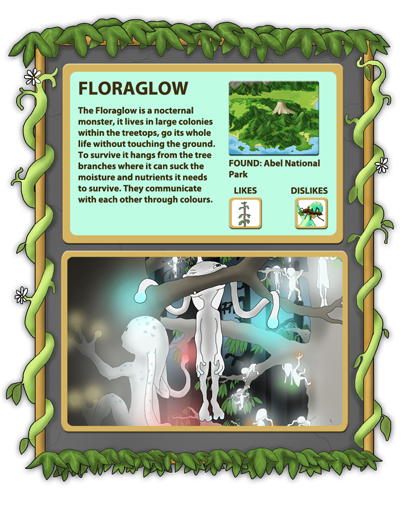 FLORAGLOW
The Floraglow is a nocternal
monster, it lives in large colonies
within the treetops, go its whole
life without touching the ground.
To survive it hangs from the tree
branches where it can suck the
moisture and nutrients it needs
to survive. They communicate
with each other through colours.
FOUND: Abel National
Park
LIKES DISLIKES